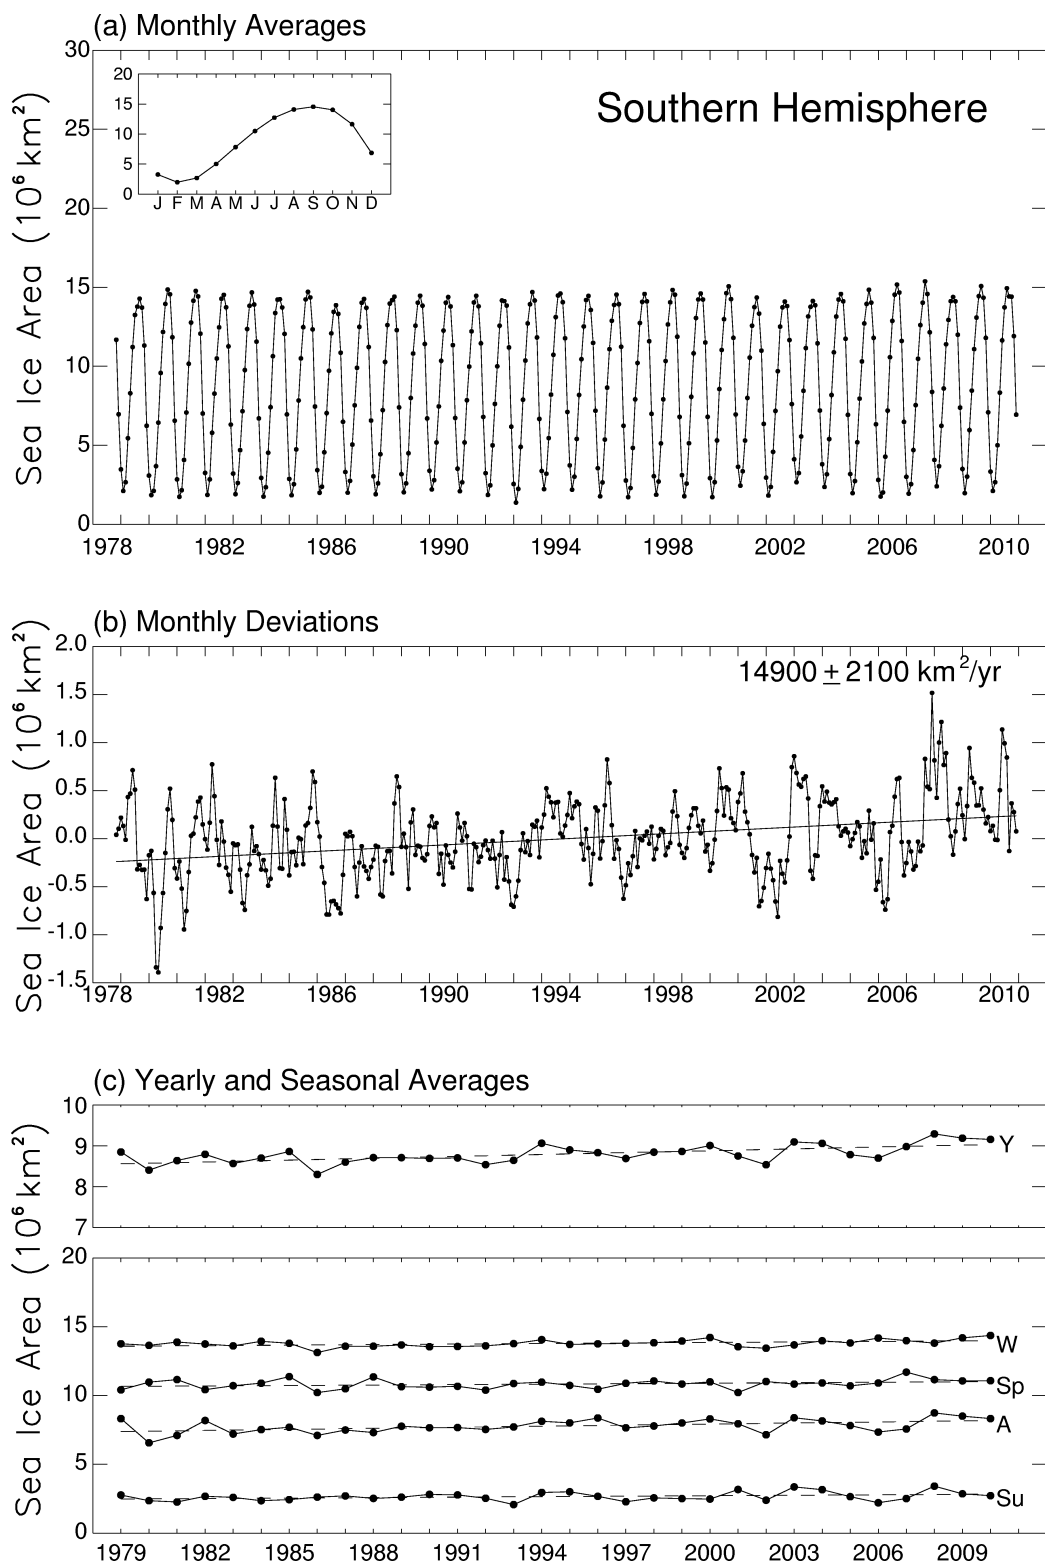 (a) Monthly Averages
Southern Hemisphere
Sea Ice Area (10⁶ km²)
30
25
20
15
10
5
0
20
15
10
5
0
J F M A M J J A S O N D
1978 1982 1986 1990 1994 1998 2002 2006 2010
(b) Monthly Deviations
14900 ± 2100 km²/yr
Sea Ice Area (10⁶ km²)
2.0
1.5
1.0
0.5
0.0
-0.5
-1.0
-1.5
1978 1982 1986 1990 1994 1998 2002 2006 2010
(c) Yearly and Seasonal Averages
Sea Ice Area (10⁶ km²)
10
9
8
7
Y
20
15
10
5
0
W
Sp
A
Su
1979 1982 1985 1988 1991 1994 1997 2000 2003 2006 2009